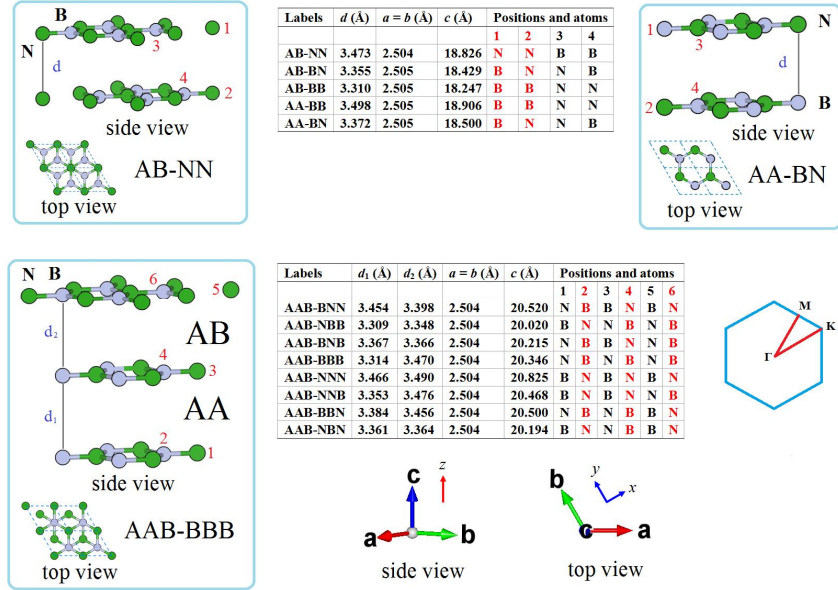 B
N
d
1
3
4
2
side view
AB-NN
top view
Labels d (Å) a = b (Å) c (Å) Positions and atoms
1 2 3 4
AB-NN 3.473 2.504 18.826 N N B B
AB-BN 3.355 2.505 18.429 B N N B
AB-BB 3.310 2.505 18.247 B B N N
AA-BB 3.498 2.505 18.906 B B N N
AA-BN 3.372 2.505 18.500 B N N B
1
N
3
d
4
2
B
side view
AA-BN
top view
N B
6
5
AB
d₂
4
3
AA
d₁
2
1
side view
AAB-BBB
top view
Labels d₁ (Å) d₂ (Å) a = b (Å) c (Å) Positions and atoms
1 2 3 4 5 6
AAB-BNN 3.454 3.398 2.504 20.520 N B B N B N
AAB-NBB 3.309 3.348 2.504 20.020 B N N B N B
AAB-BNB 3.367 3.366 2.504 20.215 N B B N N B
AAB-BBB 3.314 3.470 2.504 20.346 N B N B N B
AAB-NNN 3.466 3.490 2.504 20.825 B N B N B N
AAB-NNB 3.353 3.476 2.504 20.468 B N B N N B
AAB-BBN 3.384 3.456 2.504 20.500 N B N B B N
AAB-NBN 3.361 3.364 2.504 20.194 B N N B B N
M
K
Γ
c
z
a
b
side view
b
y
x
c
a
top view